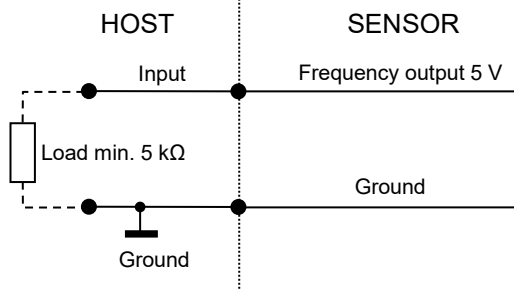 HOST
SENSOR
Input
Frequency output 5 V
Load min. 5 kΩ
Ground
Ground